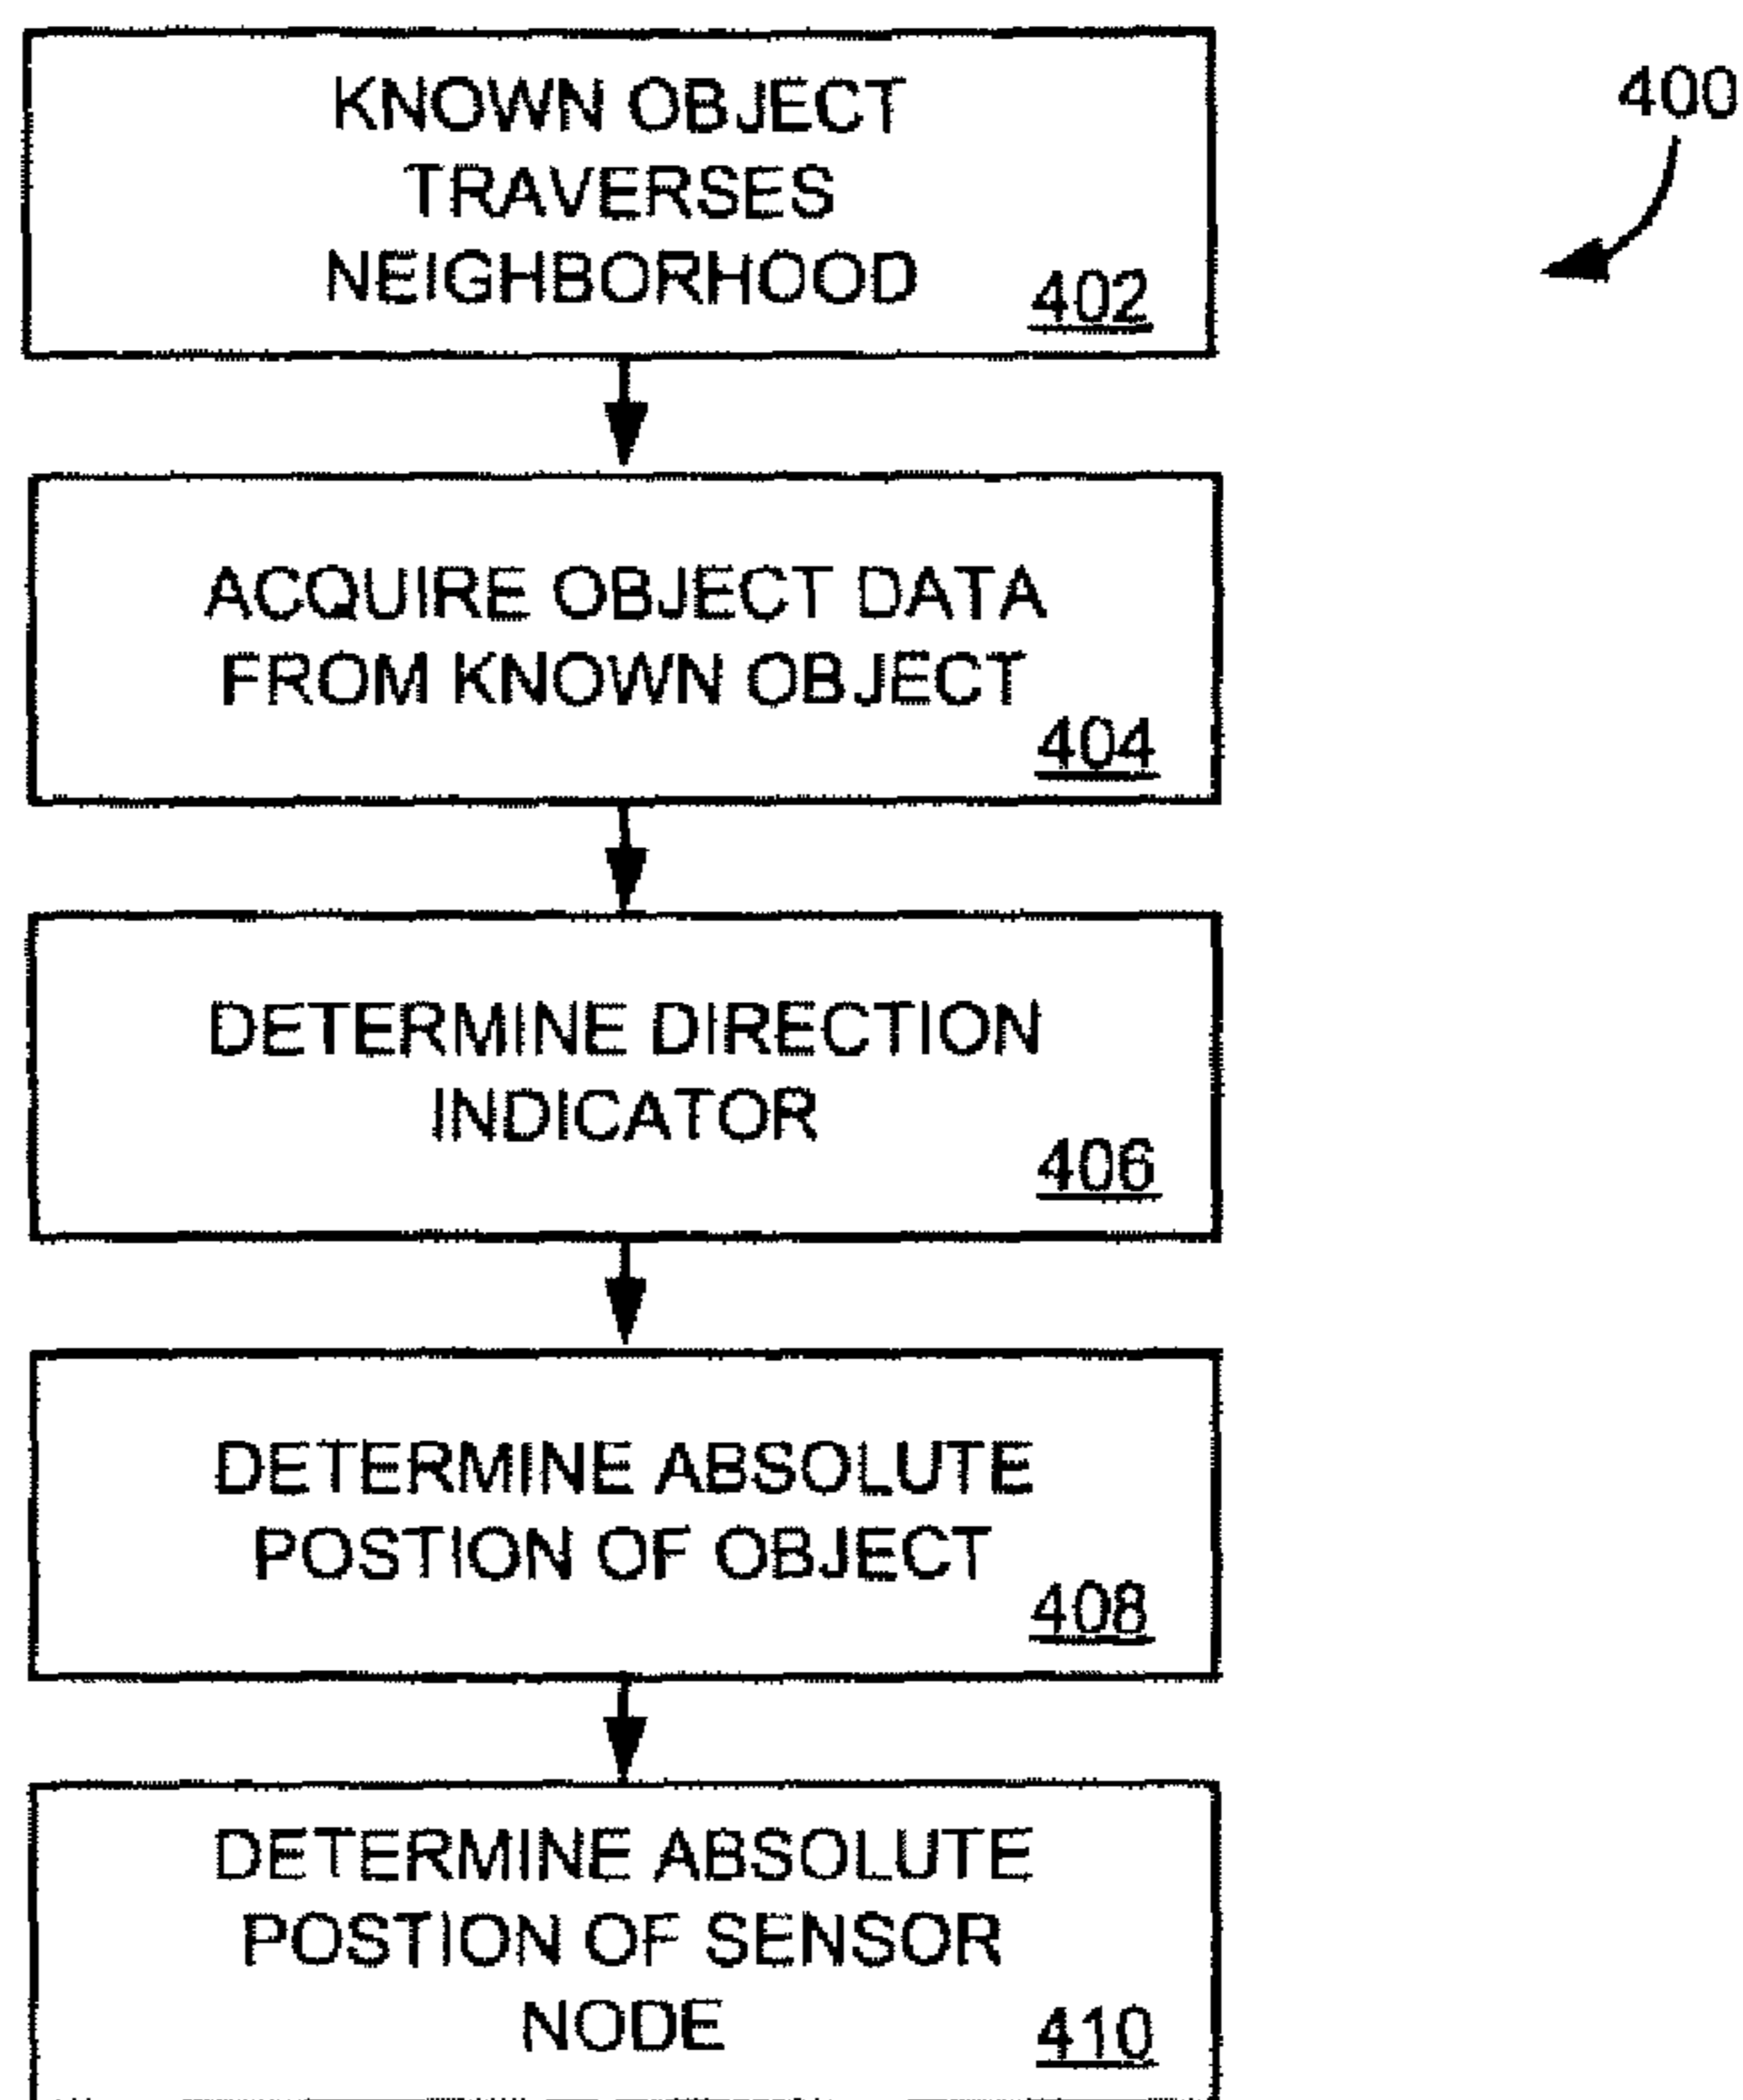 KNOWN OBJECT
TRAVERSES
NEIGHBORHOOD
402
400
ACQUIRE OBJECT DATA
FROM KNOWN OBJECT
404
DETERMINE DIRECTION
INDICATOR
406
DETERMINE ABSOLUTE
POSTION OF OBJECT
408
DETERMINE ABSOLUTE
POSTION OF SENSOR
NODE
410